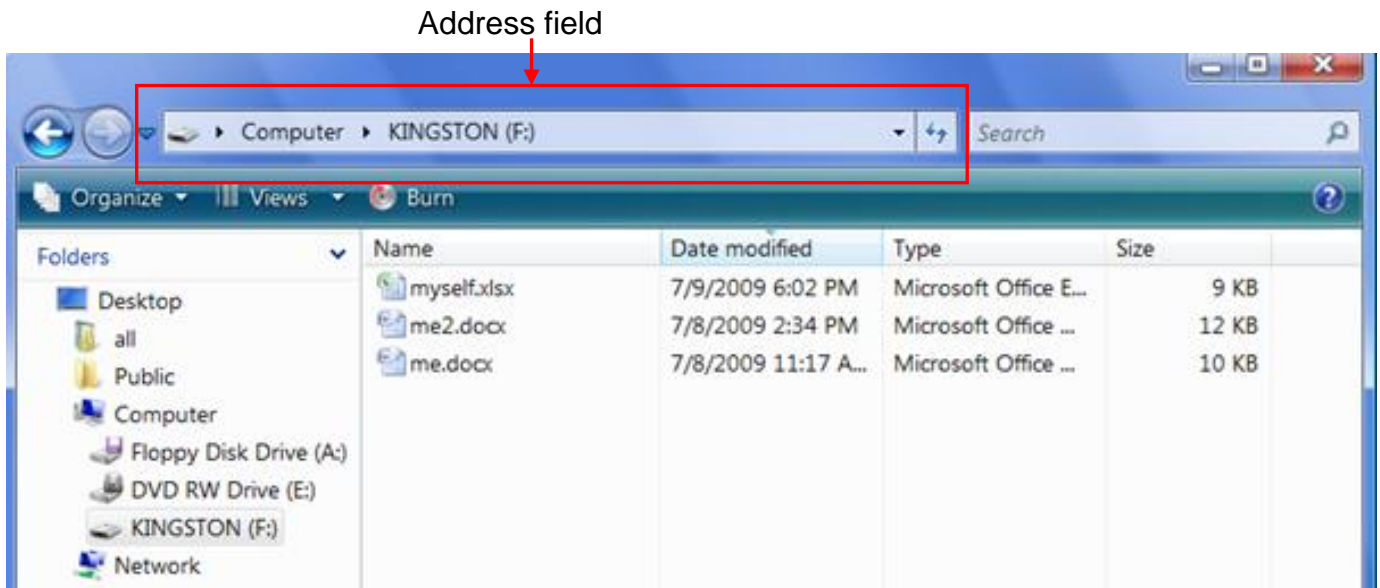 Address field
Computer KINGSTON (F:) Search
Organize Views Burn
Folders Name Date modified Type Size
Desktop myself.xlsx 7/9/2009 6:02 PM Microsoft Office E... 9 KB
all me2.docx 7/8/2009 2:34 PM Microsoft Office ... 12 KB
Public me.docx 7/8/2009 11:17 A... Microsoft Office ... 10 KB
Computer
Floppy Disk Drive (A:)
DVD RW Drive (E:)
KINGSTON (F:)
Network